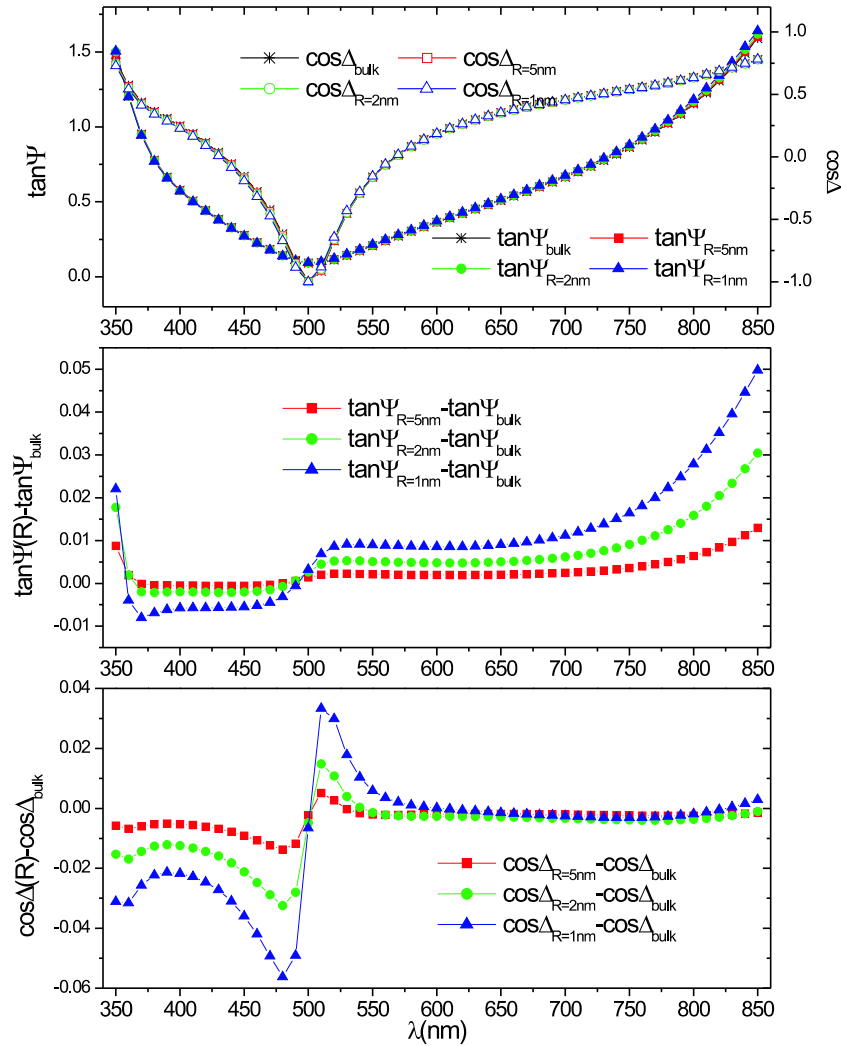 cosΔbulk cosΔR=5nm
cosΔR=2nm cosΔR=1nm
tanΨbulk tanΨR=5nm
tanΨR=2nm tanΨR=1nm
tanΨ
cosΔ
1.5
1.0
0.5
0.0
1.0
0.5
0.0
-0.5
-1.0
350 400 450 500 550 600 650 700 750 800 850
tanΨR=5nm-tanΨbulk
tanΨR=2nm-tanΨbulk
tanΨR=1nm-tanΨbulk
tanΨ(R)-tanΨbulk
0.05
0.04
0.03
0.02
0.01
0.00
-0.01
350 400 450 500 550 600 650 700 750 800 850
cosΔR=5nm-cosΔbulk
cosΔR=2nm-cosΔbulk
cosΔR=1nm-cosΔbulk
cosΔ(R)-cosΔbulk
0.04
0.02
0.00
-0.02
-0.04
-0.06
350 400 450 500 550 600 650 700 750 800 850
λ(nm)